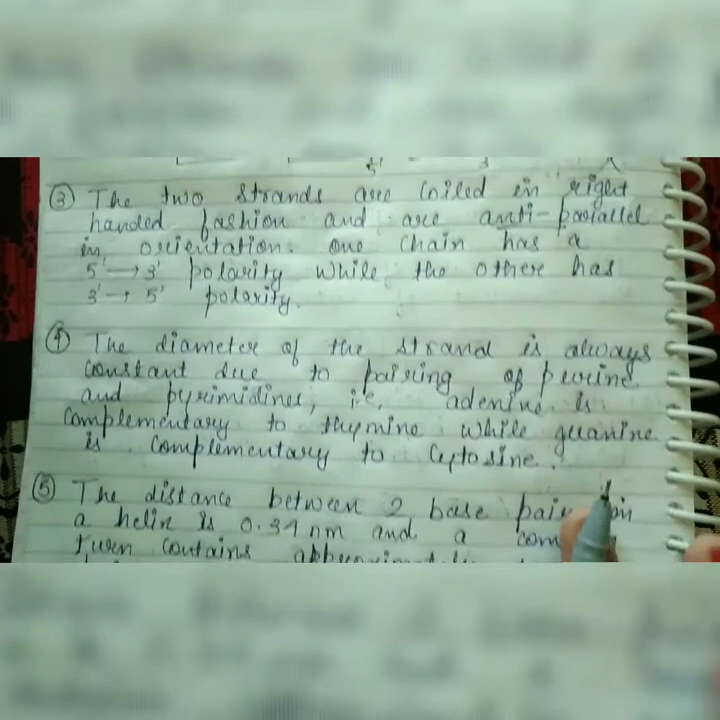 5' 3'
③ The two strands are coiled in right
handed fashion and are anti-parallel
in orientation. One chain has a
5' → 3' polarity while the other has
3' → 5' polarity.
④ The diameter of the strand is always
constant due to pairing of purine
and pyrimidines, i.e, adenine is
complementary to thymine while guanine
is complementary to cytosine.
⑤ The distance between 2 base pair in
a helix is 0.34 nm and a
turn contains